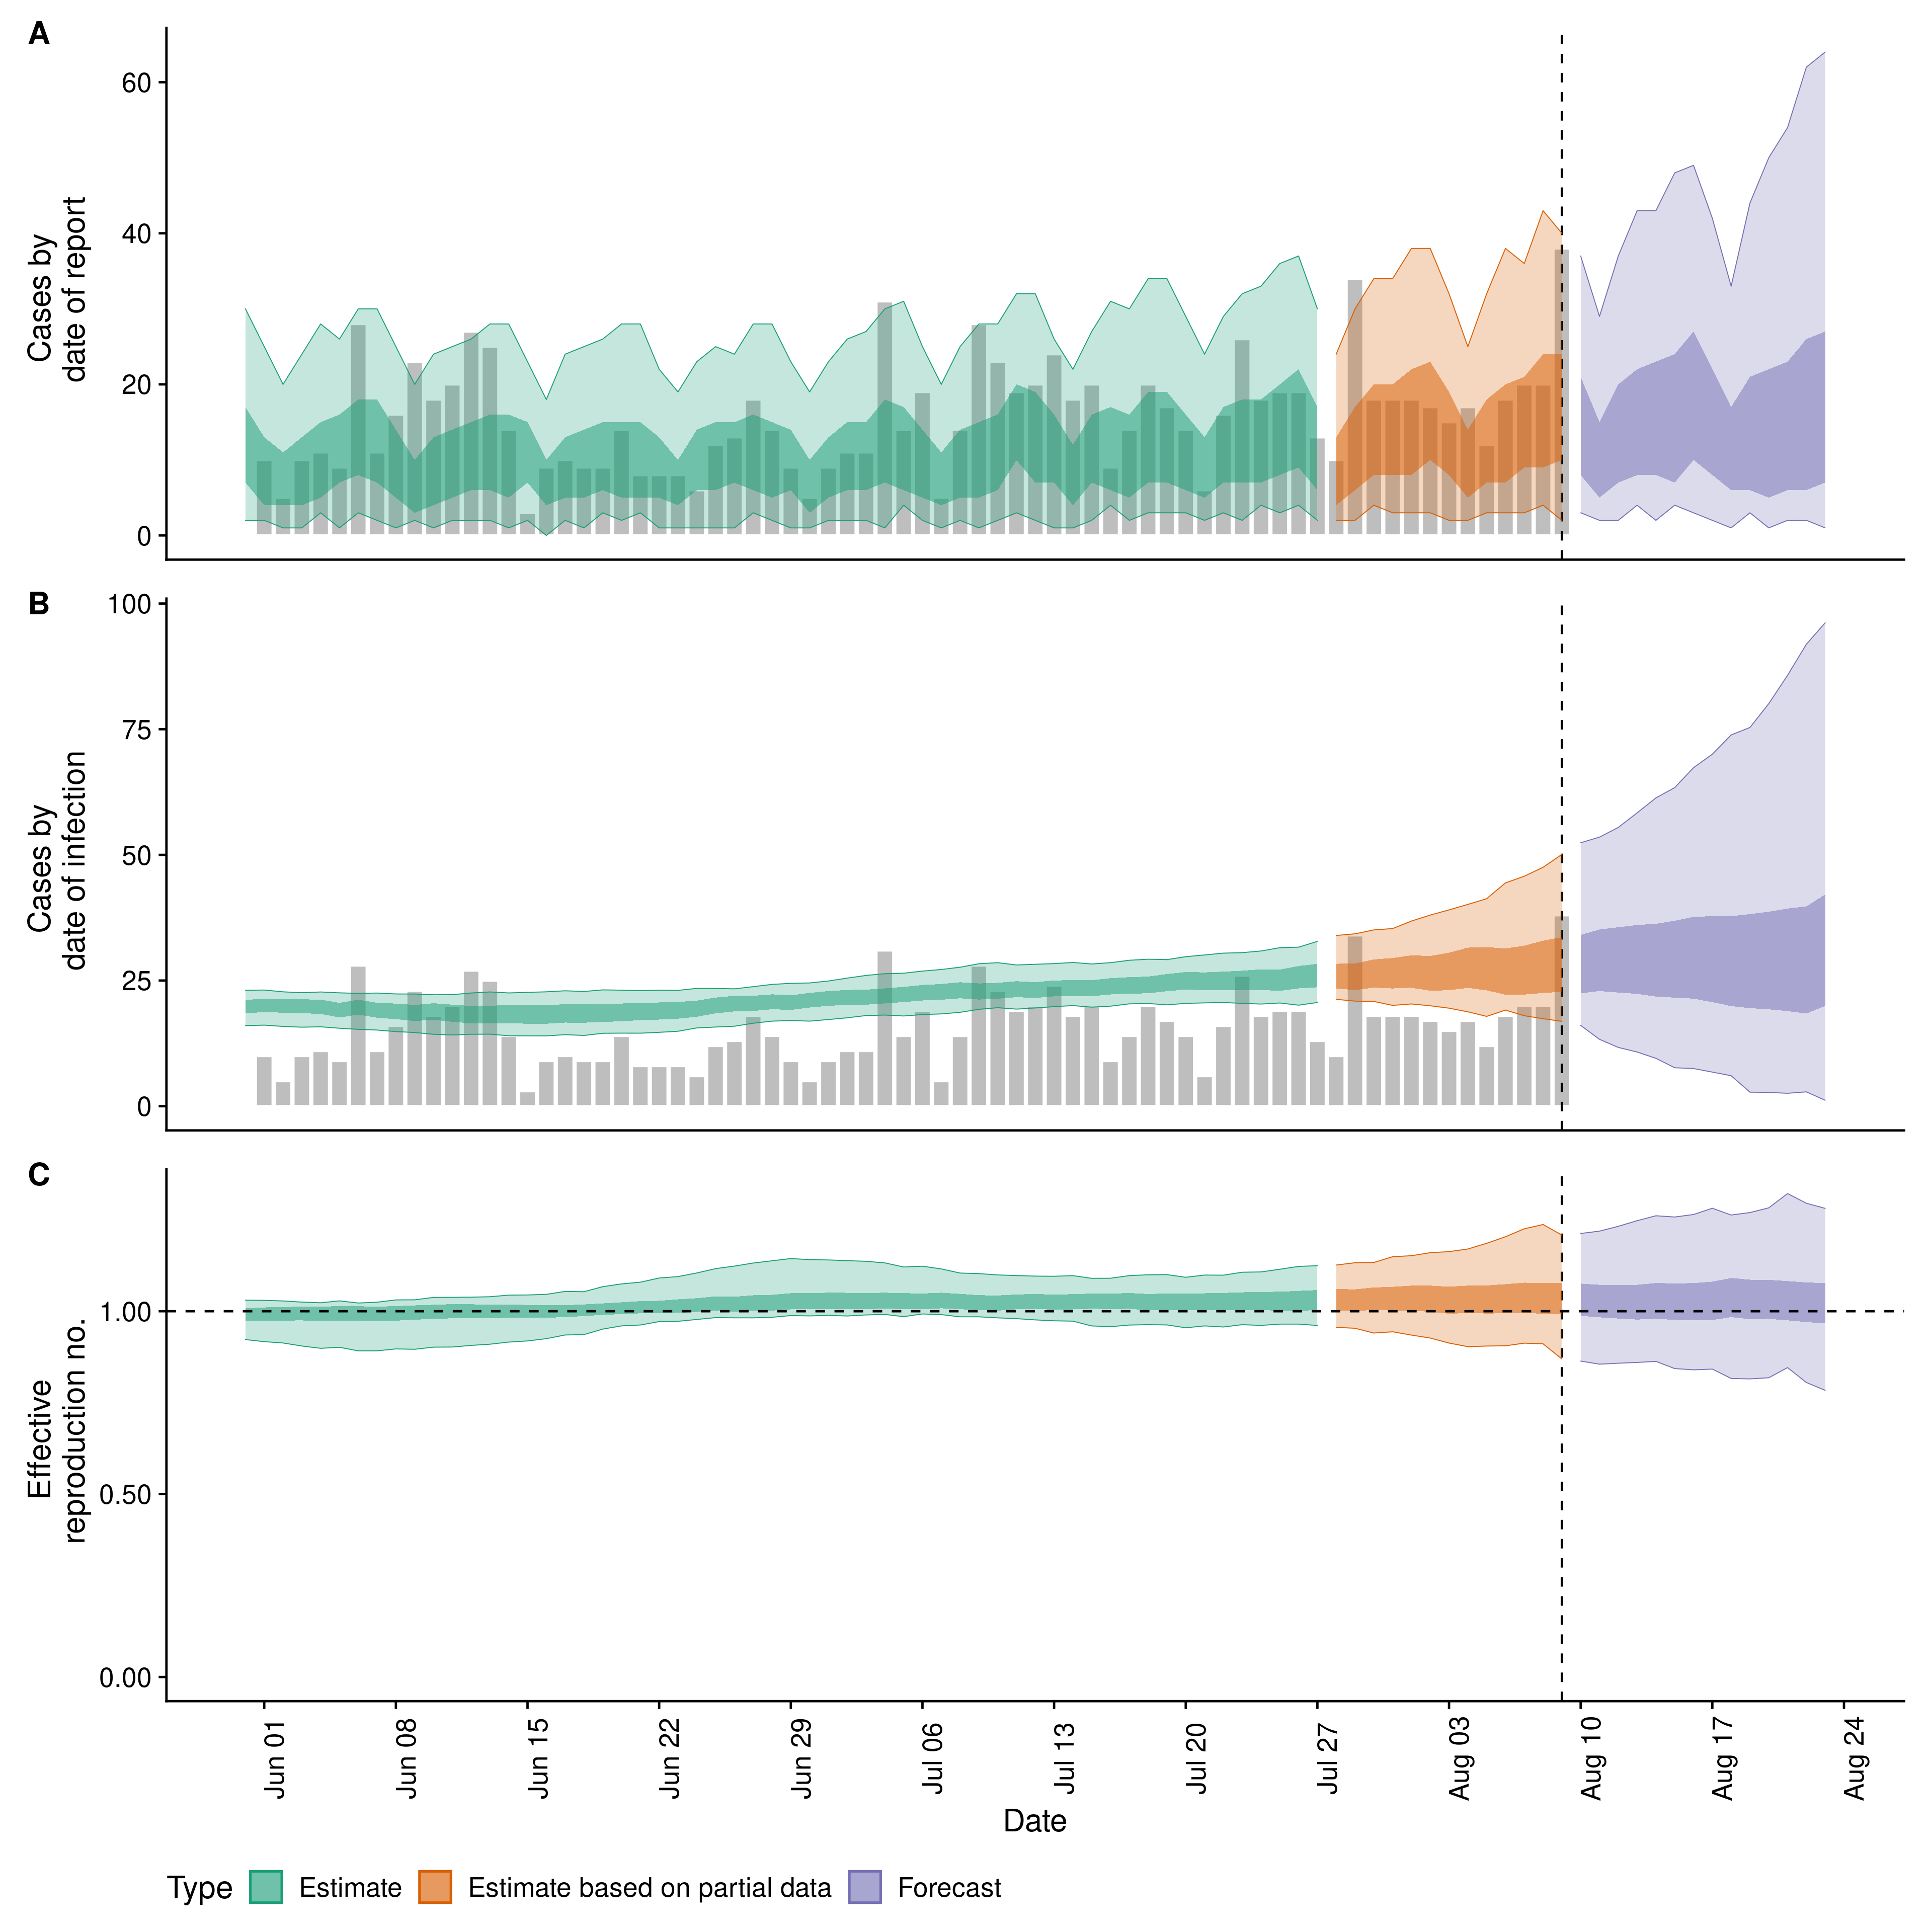 A
60
40
20
0
Cases by
date of report
B
100
75
50
25
0
Cases by
date of infection
C
1.00
0.50
0.00
Effective
reproduction no.
Jun 01
Jun 08
Jun 15
Jun 22
Jun 29
Jul 06
Jul 13
Jul 20
Jul 27
Aug 03
Aug 10
Aug 17
Aug 24
Date
Type Estimate Estimate based on partial data Forecast